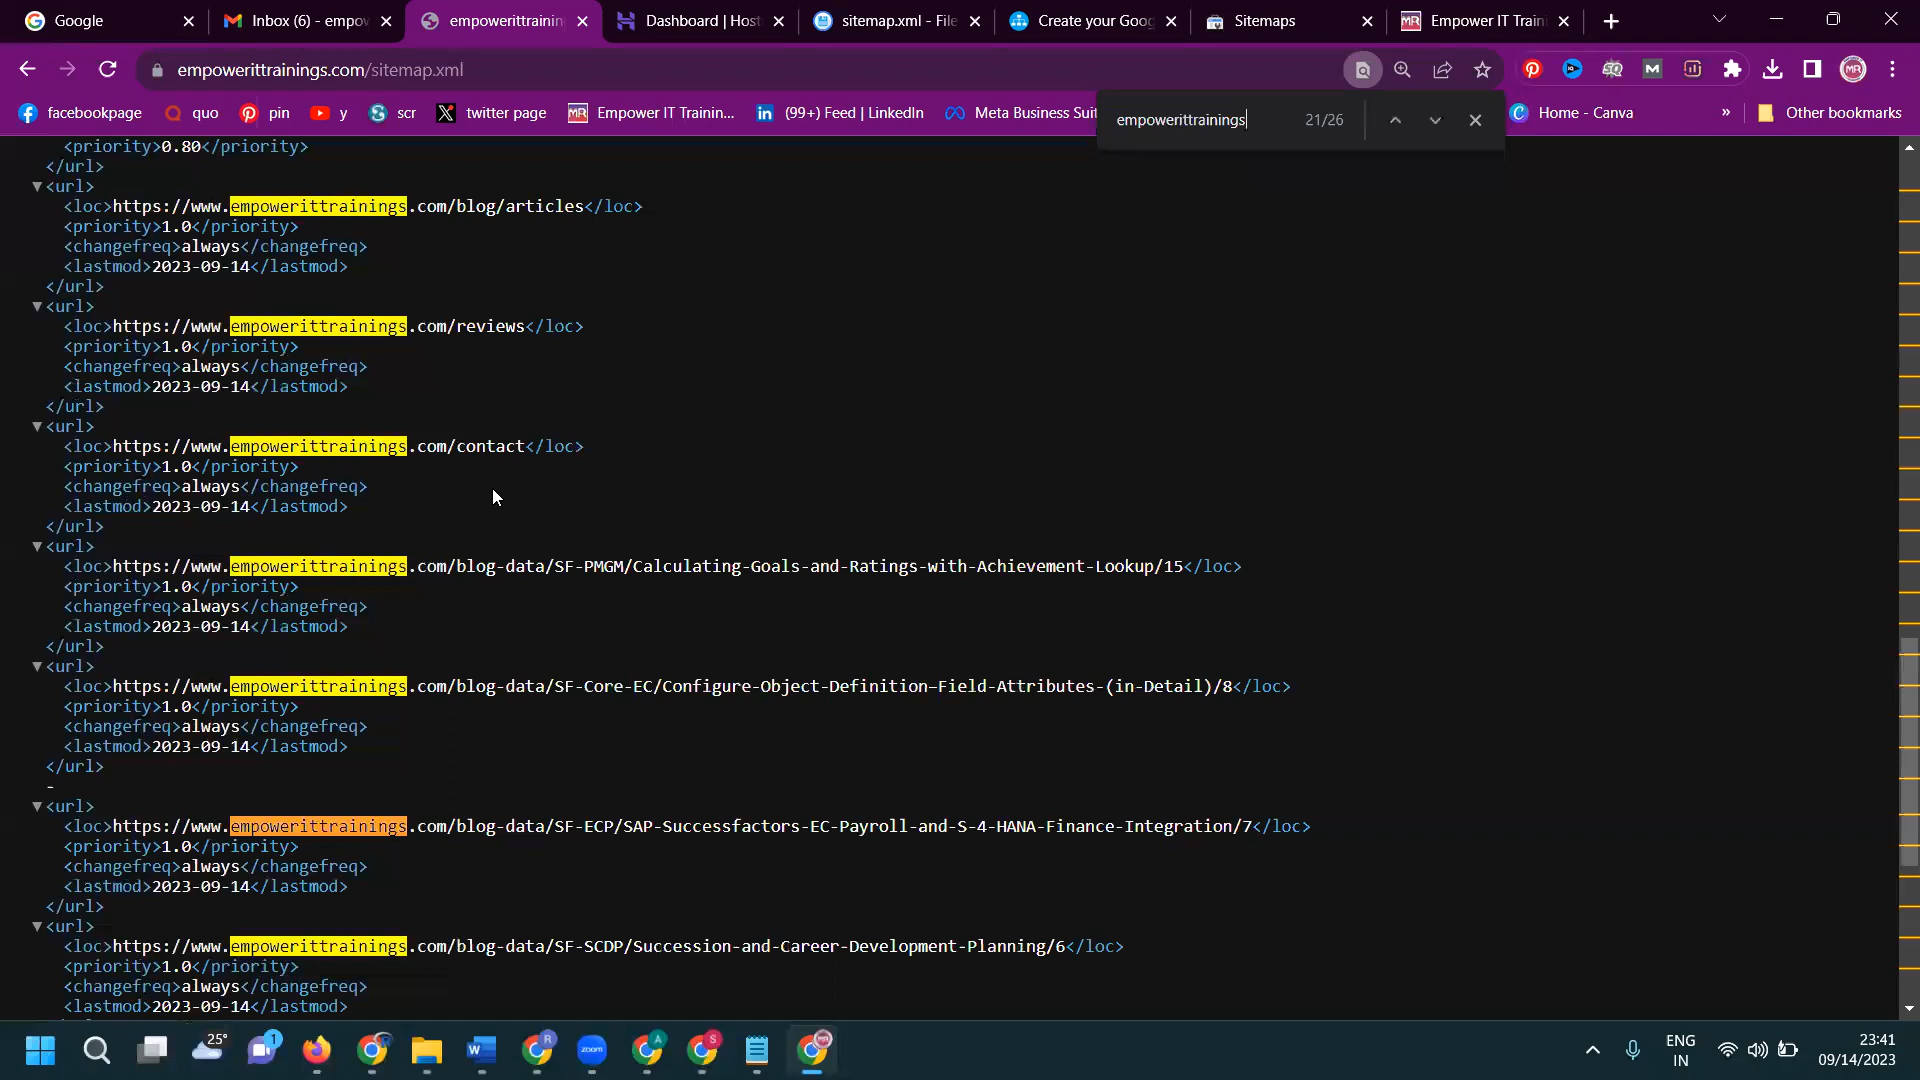 Google
Inbox (6) - empow
empowerittrainin
Dashboard | Host
sitemap.xml - File
Create your Goog
Sitemaps
Empower IT Traini
empowerittrainings.com/sitemap.xml
facebookpage
quo
pin
y
scr
twitter page
Empower IT Trainin...
(99+) Feed | LinkedIn
Meta Business Suit
Home - Canva
»
Other bookmarks
empowerittrainings
21/26
<priority>0.80</priority>
</url>
▼<url>
<loc>https://www.empowerittrainings.com/blog/articles</loc>
<priority>1.0</priority>
<changefreq>always</changefreq>
<lastmod>2023-09-14</lastmod>
</url>
▼<url>
<loc>https://www.empowerittrainings.com/reviews</loc>
<priority>1.0</priority>
<changefreq>always</changefreq>
<lastmod>2023-09-14</lastmod>
</url>
▼<url>
<loc>https://www.empowerittrainings.com/contact</loc>
<priority>1.0</priority>
<changefreq>always</changefreq>
<lastmod>2023-09-14</lastmod>
</url>
▼<url>
<loc>https://www.empowerittrainings.com/blog-data/SF-PMGM/Calculating-Goals-and-Ratings-with-Achievement-Lookup/15</loc>
<priority>1.0</priority>
<changefreq>always</changefreq>
<lastmod>2023-09-14</lastmod>
</url>
▼<url>
<loc>https://www.empowerittrainings.com/blog-data/SF-Core-EC/Configure-Object-Definition–Field-Attributes-(in-Detail)/8</loc>
<priority>1.0</priority>
<changefreq>always</changefreq>
<lastmod>2023-09-14</lastmod>
</url>
-
▼<url>
<loc>https://www.empowerittrainings.com/blog-data/SF-ECP/SAP-Successfactors-EC-Payroll-and-S-4-HANA-Finance-Integration/7</loc>
<priority>1.0</priority>
<changefreq>always</changefreq>
<lastmod>2023-09-14</lastmod>
</url>
▼<url>
<loc>https://www.empowerittrainings.com/blog-data/SF-SCDP/Succession-and-Career-Development-Planning/6</loc>
<priority>1.0</priority>
<changefreq>always</changefreq>
<lastmod>2023-09-14</lastmod>
25°
1
W
R
zoom
A
S
ENG
IN
23:41
09/14/2023